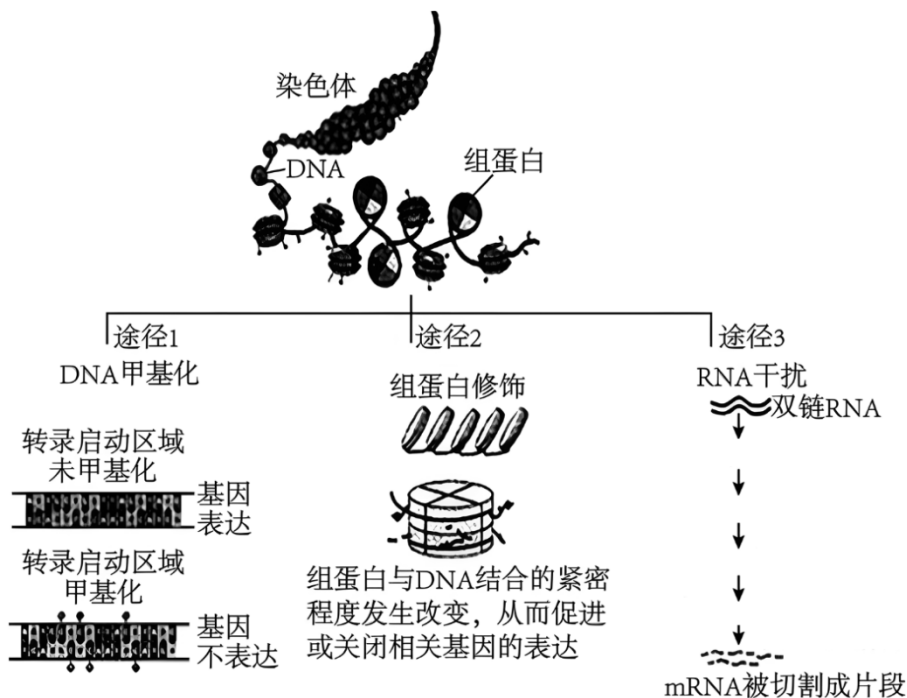 染色体
DNA
组蛋白
途径1
DNA甲基化
转录启动区域
未甲基化
基因
表达
转录启动区域
甲基化
基因
不表达
途径2
组蛋白修饰
组蛋白与DNA结合的紧密
程度发生改变，从而促进
或关闭相关基因的表达
途径3
RNA干扰
双链RNA
mRNA被切割成片段